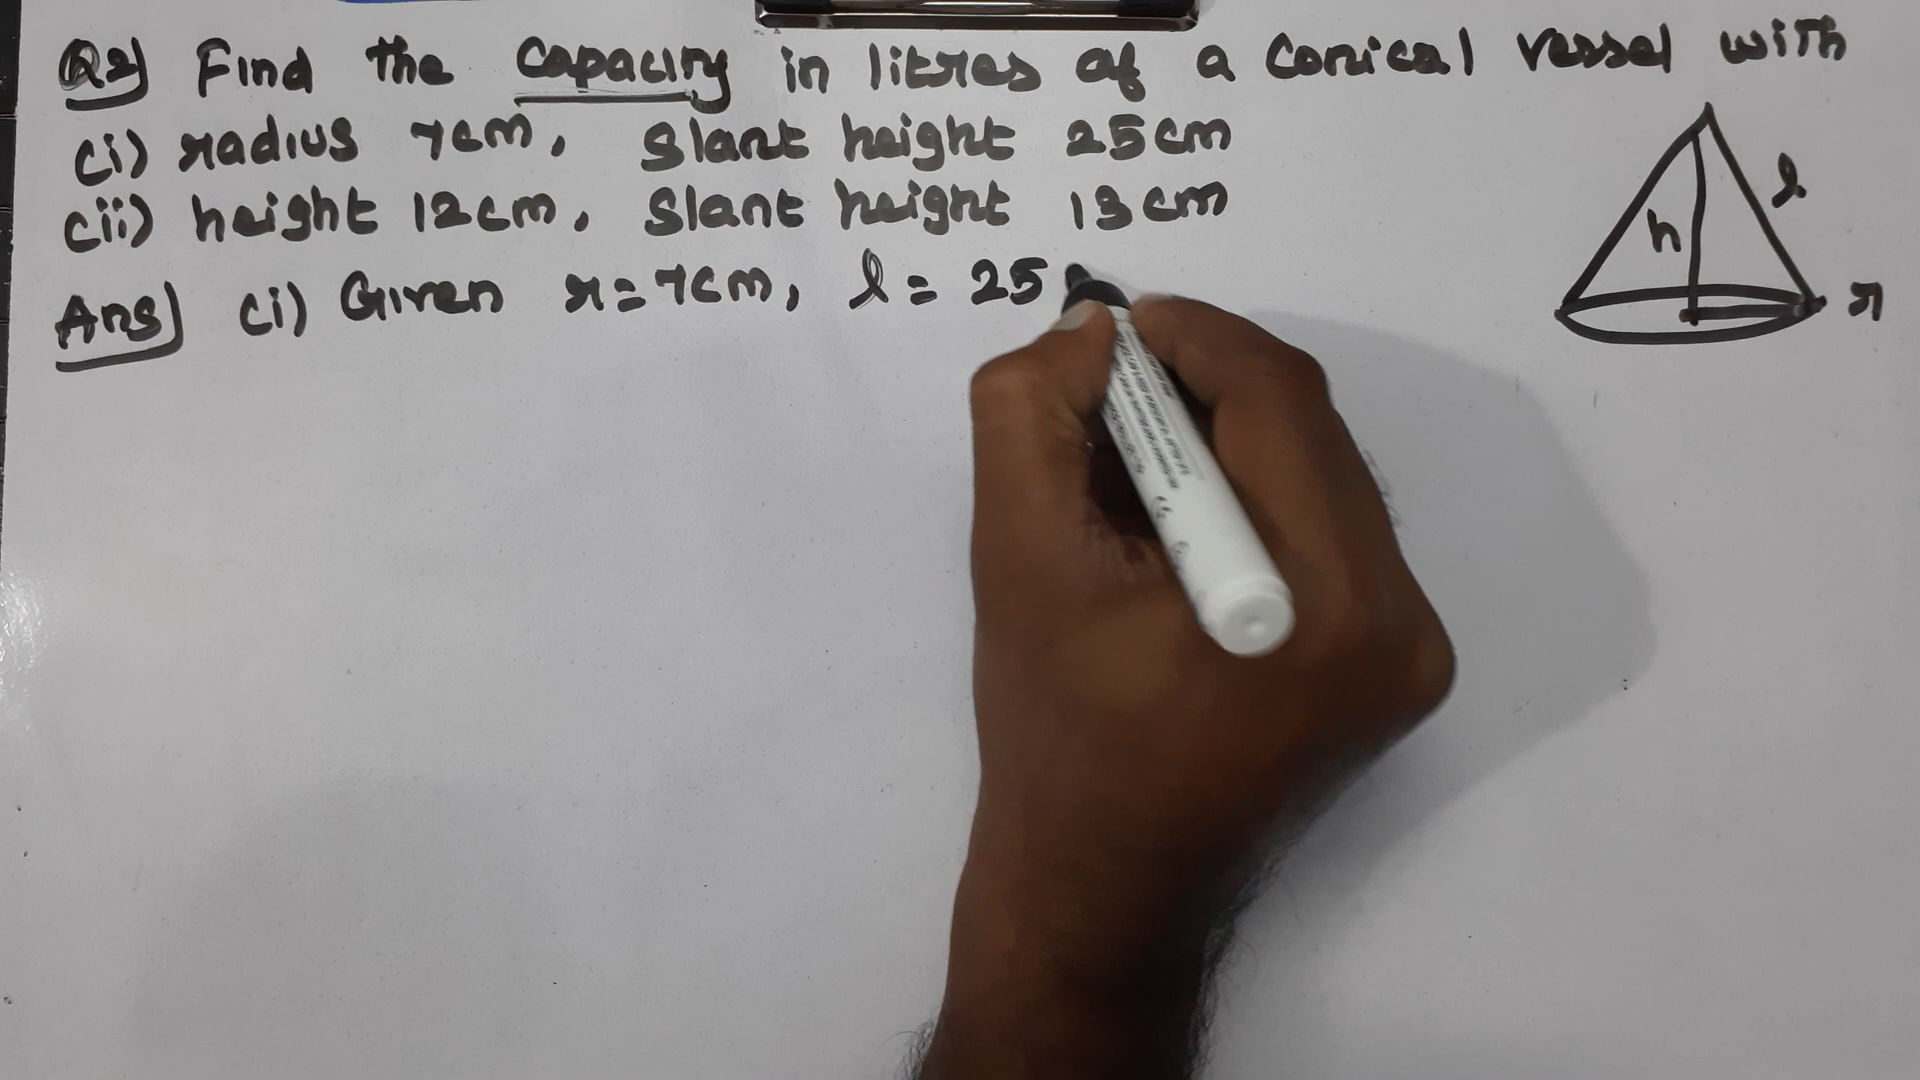 Q2) Find the capacity in litres of a conical vessel with
(i) radius 7cm, slant height 25cm
(ii) height 12cm, slant height 13cm
Ans) (i) Given r=7cm, l = 25
h
l
r